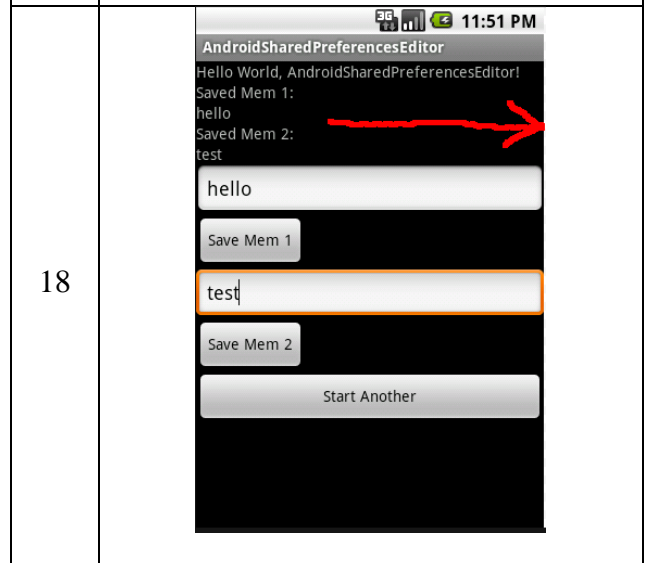 3G 11:51 PM
AndroidSharedPreferencesEditor
Hello World, AndroidSharedPreferencesEditor!
Saved Mem 1:
hello
Saved Mem 2:
test
hello
Save Mem 1
18
test
Save Mem 2
Start Another